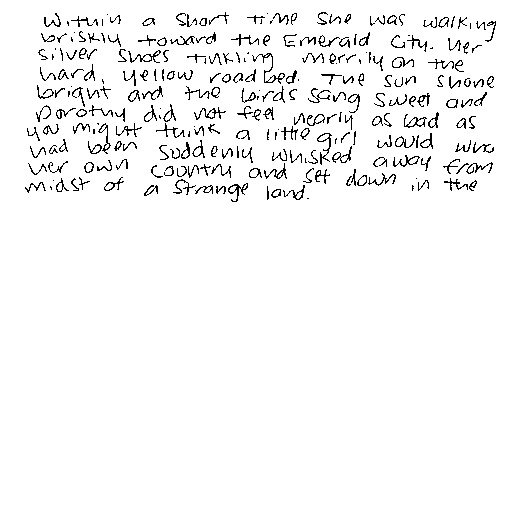 Within a short time she was walking
briskly toward the Emerald City. Her
silver shoes tinkling merrily on the
hard, yellow roadbed. The sun shone
bright and the birds sang sweet and
Dorothy did not feel nearly as bad as
you might think a little girl would who
had been suddenly whisked away from
her own country and set down in the
midst of a strange land.